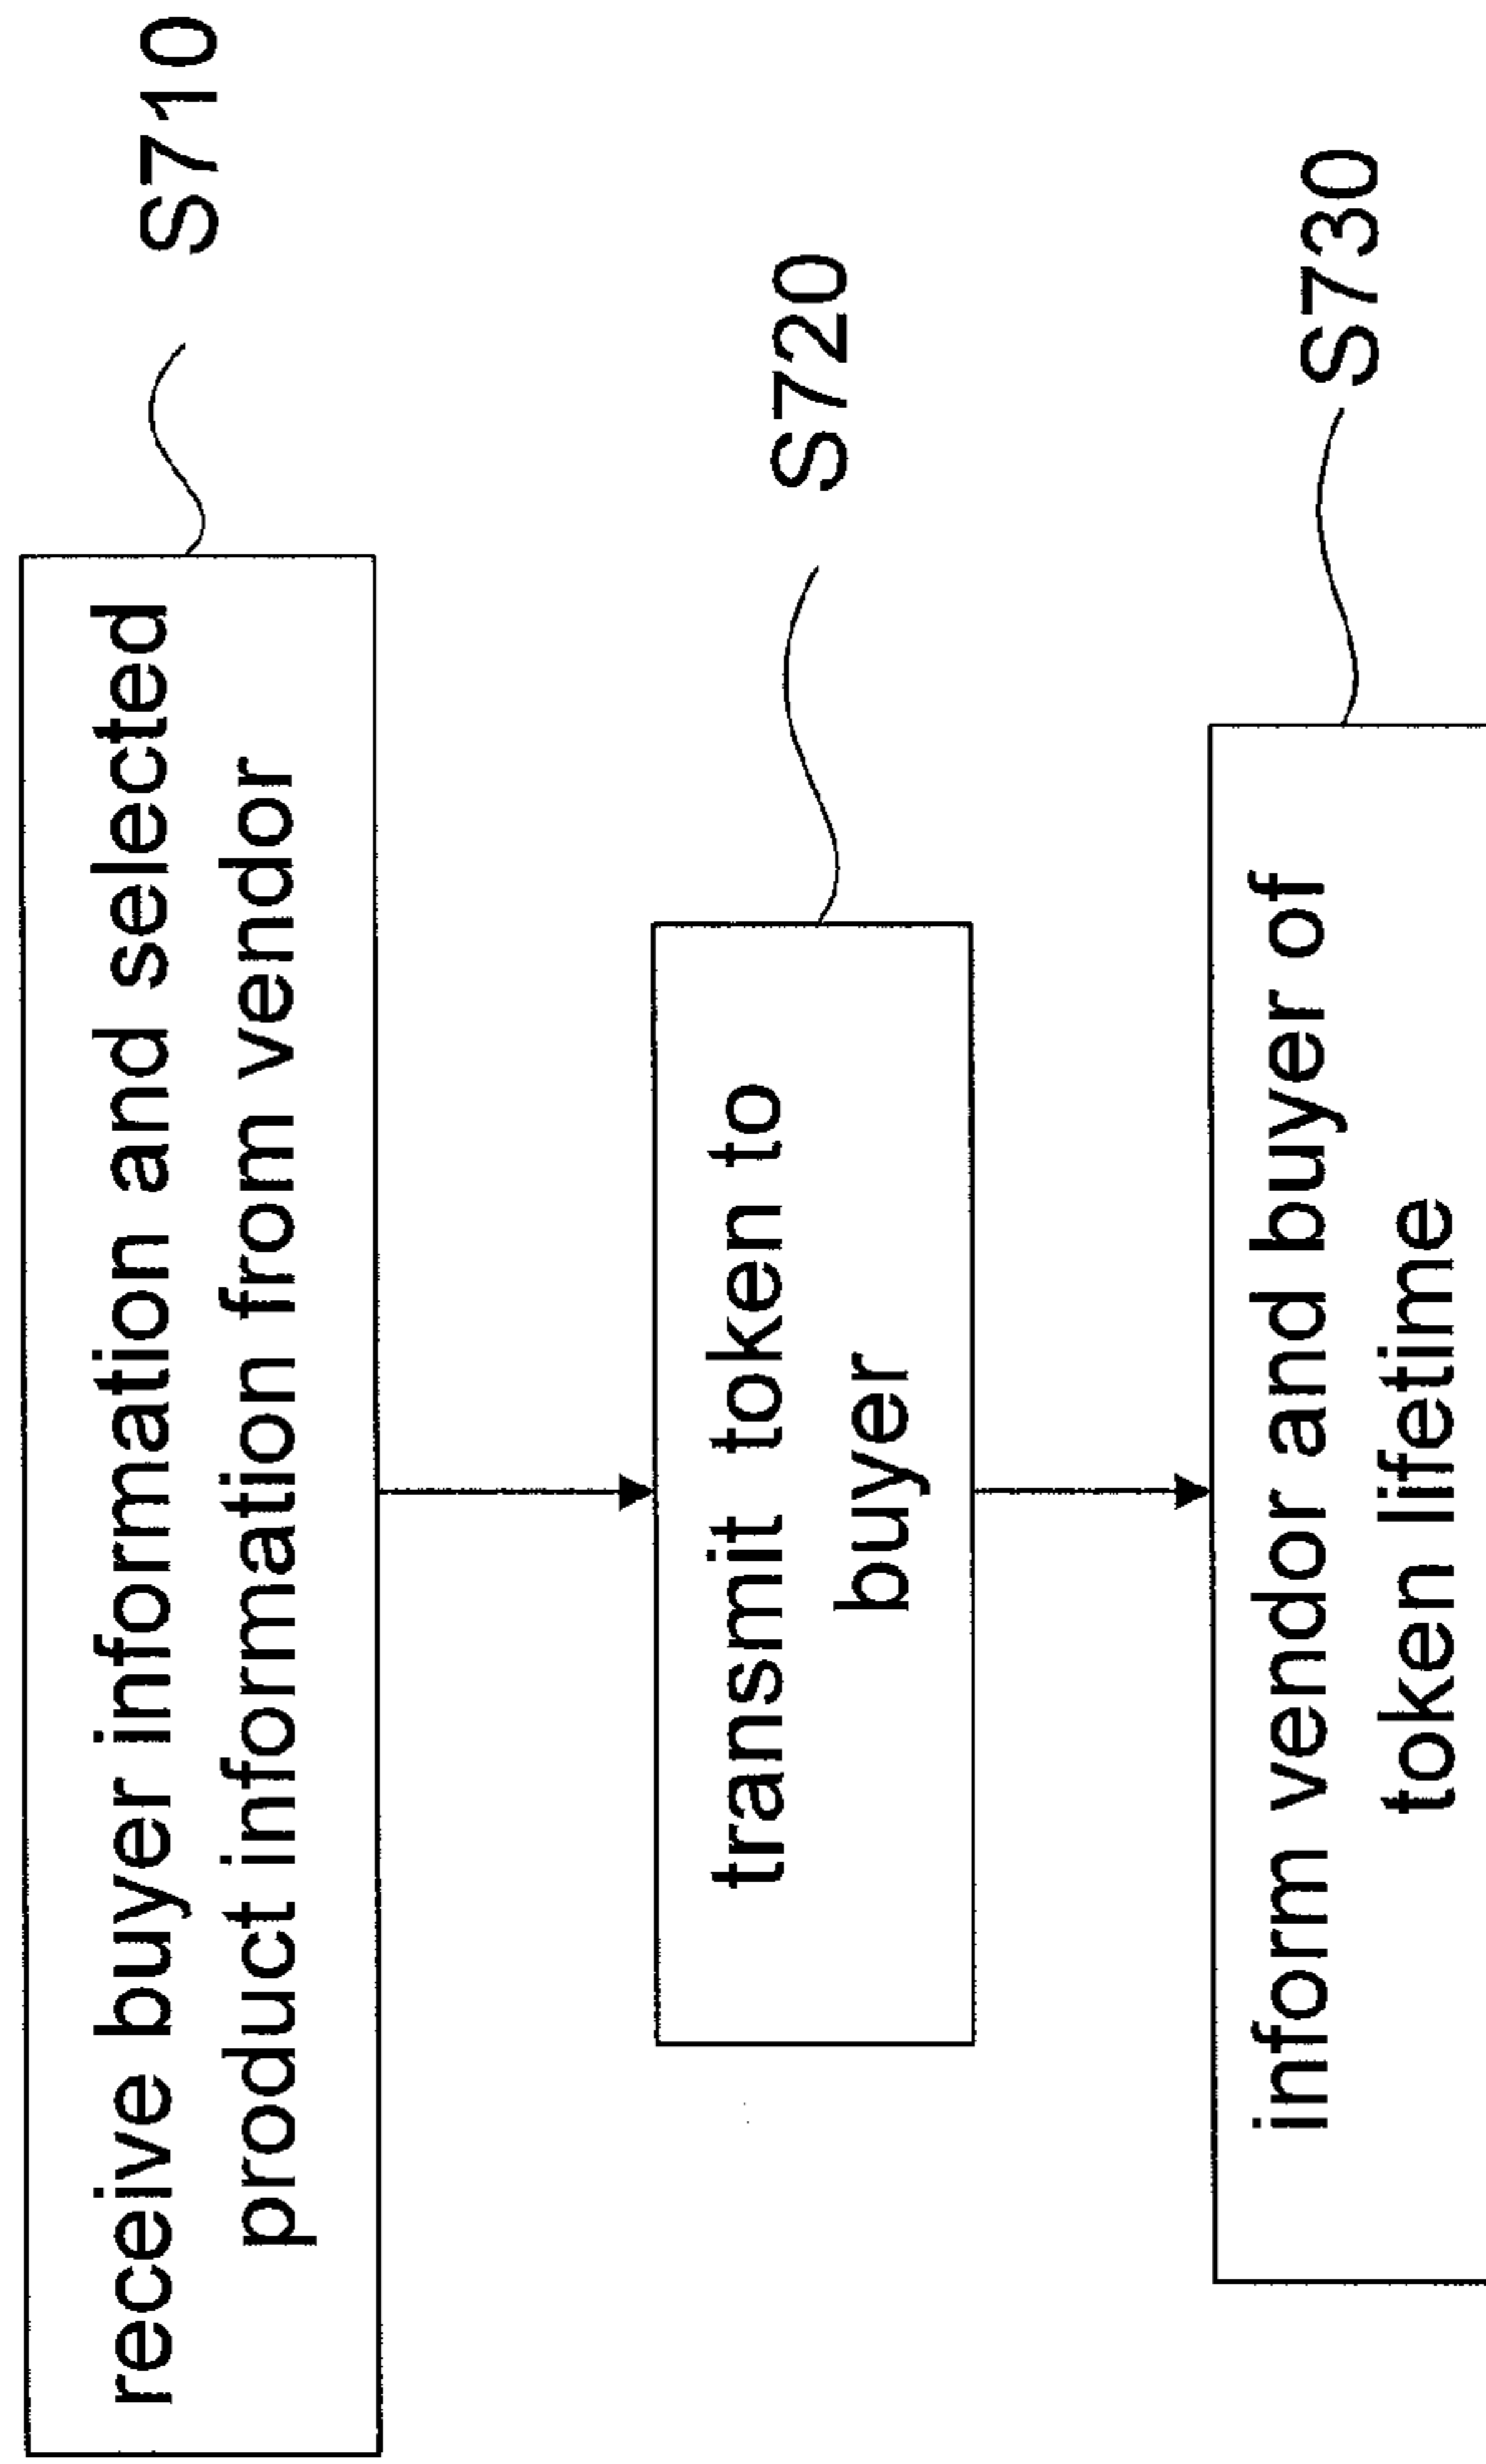 receive buyer information and selected
product information from vendor
S710
transmit token to
buyer
S720
inform vendor and buyer of
token lifetime
S730